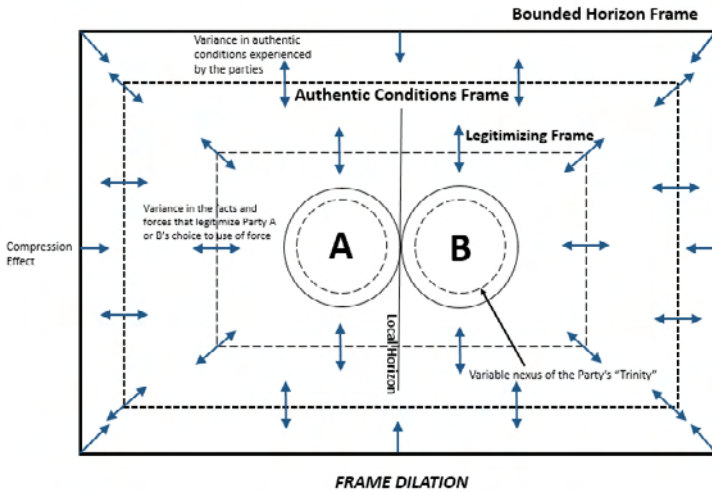 Bounded Horizon Frame
Variance in authentic
conditions experienced
by the parties
Authentic Conditions Frame
Legitimizing Frame
Variance in the facts and
forces that legitimize Party A
or B's choice to use of force
Compression
Effect
A
B
Local Horizon
Variable nexus of the Party's “Trinity”
FRAME DILATION